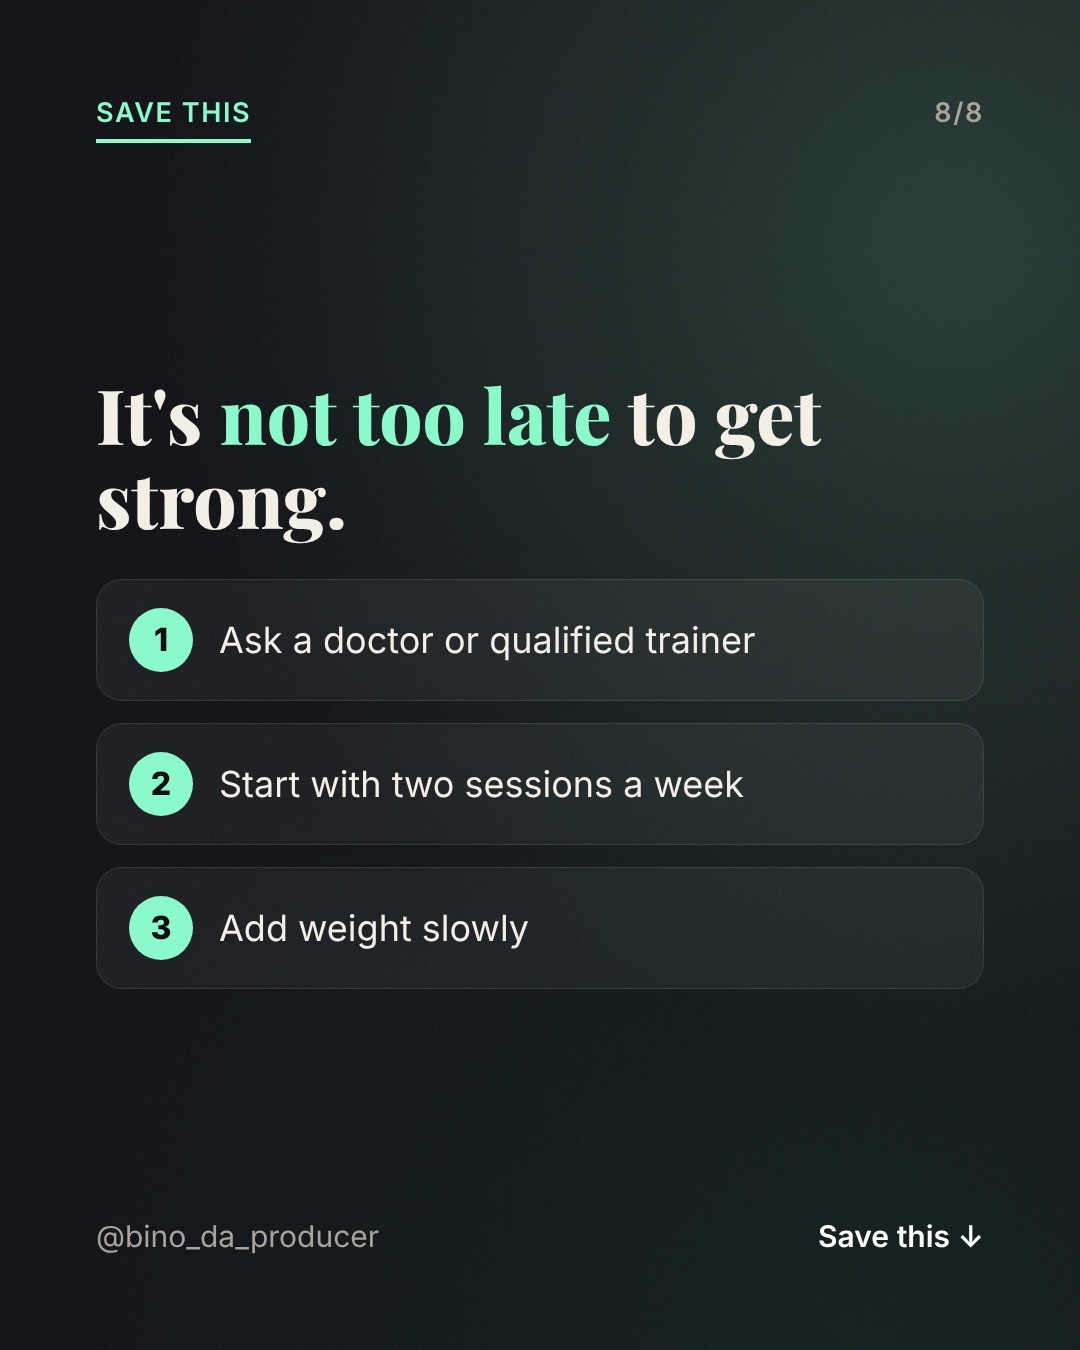 SAVE THIS
8/8
It's not too late to get
strong.
1 Ask a doctor or qualified trainer
2 Start with two sessions a week
3 Add weight slowly
@bino_da_producer
Save this ↓